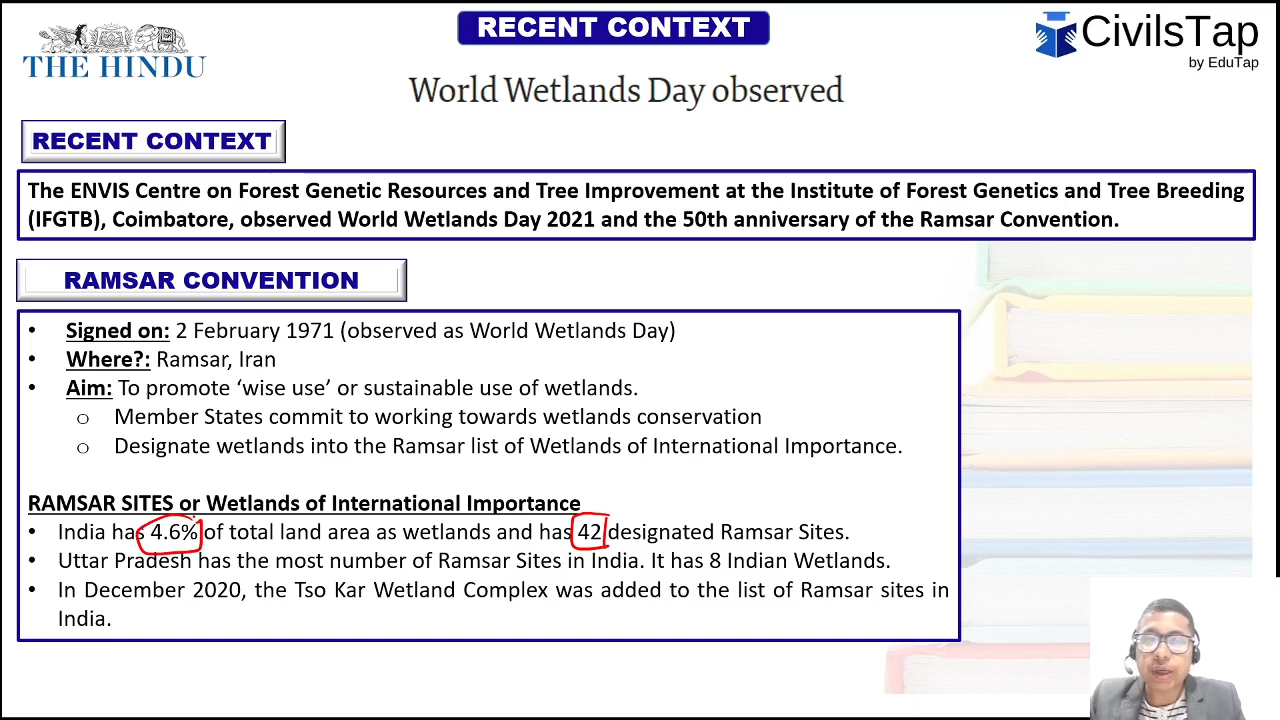 RECENT CONTEXT
THE HINDU
CivilsTap
by EduTap
World Wetlands Day observed
RECENT CONTEXT
The ENVIS Centre on Forest Genetic Resources and Tree Improvement at the Institute of Forest Genetics and Tree Breeding
(IFGTB), Coimbatore, observed World Wetlands Day 2021 and the 50th anniversary of the Ramsar Convention.
RAMSAR CONVENTION
• Signed on: 2 February 1971 (observed as World Wetlands Day)
• Where?: Ramsar, Iran
• Aim: To promote ‘wise use’ or sustainable use of wetlands.
o Member States commit to working towards wetlands conservation
o Designate wetlands into the Ramsar list of Wetlands of International Importance.
RAMSAR SITES or Wetlands of International Importance
• India has 4.6% of total land area as wetlands and has 42 designated Ramsar Sites.
• Uttar Pradesh has the most number of Ramsar Sites in India. It has 8 Indian Wetlands.
• In December 2020, the Tso Kar Wetland Complex was added to the list of Ramsar sites in
India.